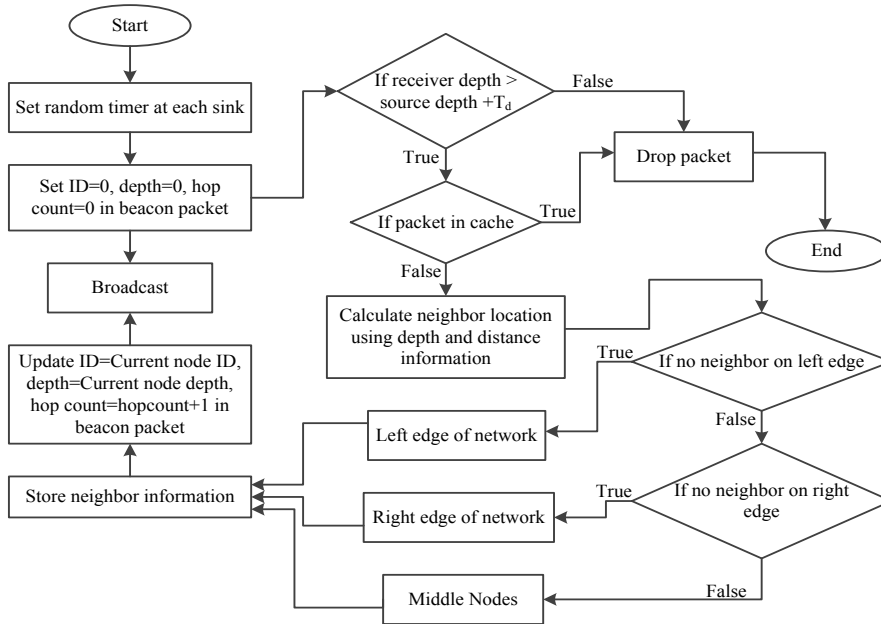 Start
Set random timer at each sink
Set ID=0, depth=0, hop
count=0 in beacon packet
Broadcast
Update ID=Current node ID,
depth=Current node depth,
hop count=hopcount+1 in
beacon packet
Store neighbor information
If receiver depth >
source depth +Td
False
True
Drop packet
If packet in cache
True
False
End
Calculate neighbor location
using depth and distance
information
If no neighbor on left edge
True
False
Left edge of network
If no neighbor on right
edge
True
Right edge of network
False
Middle Nodes